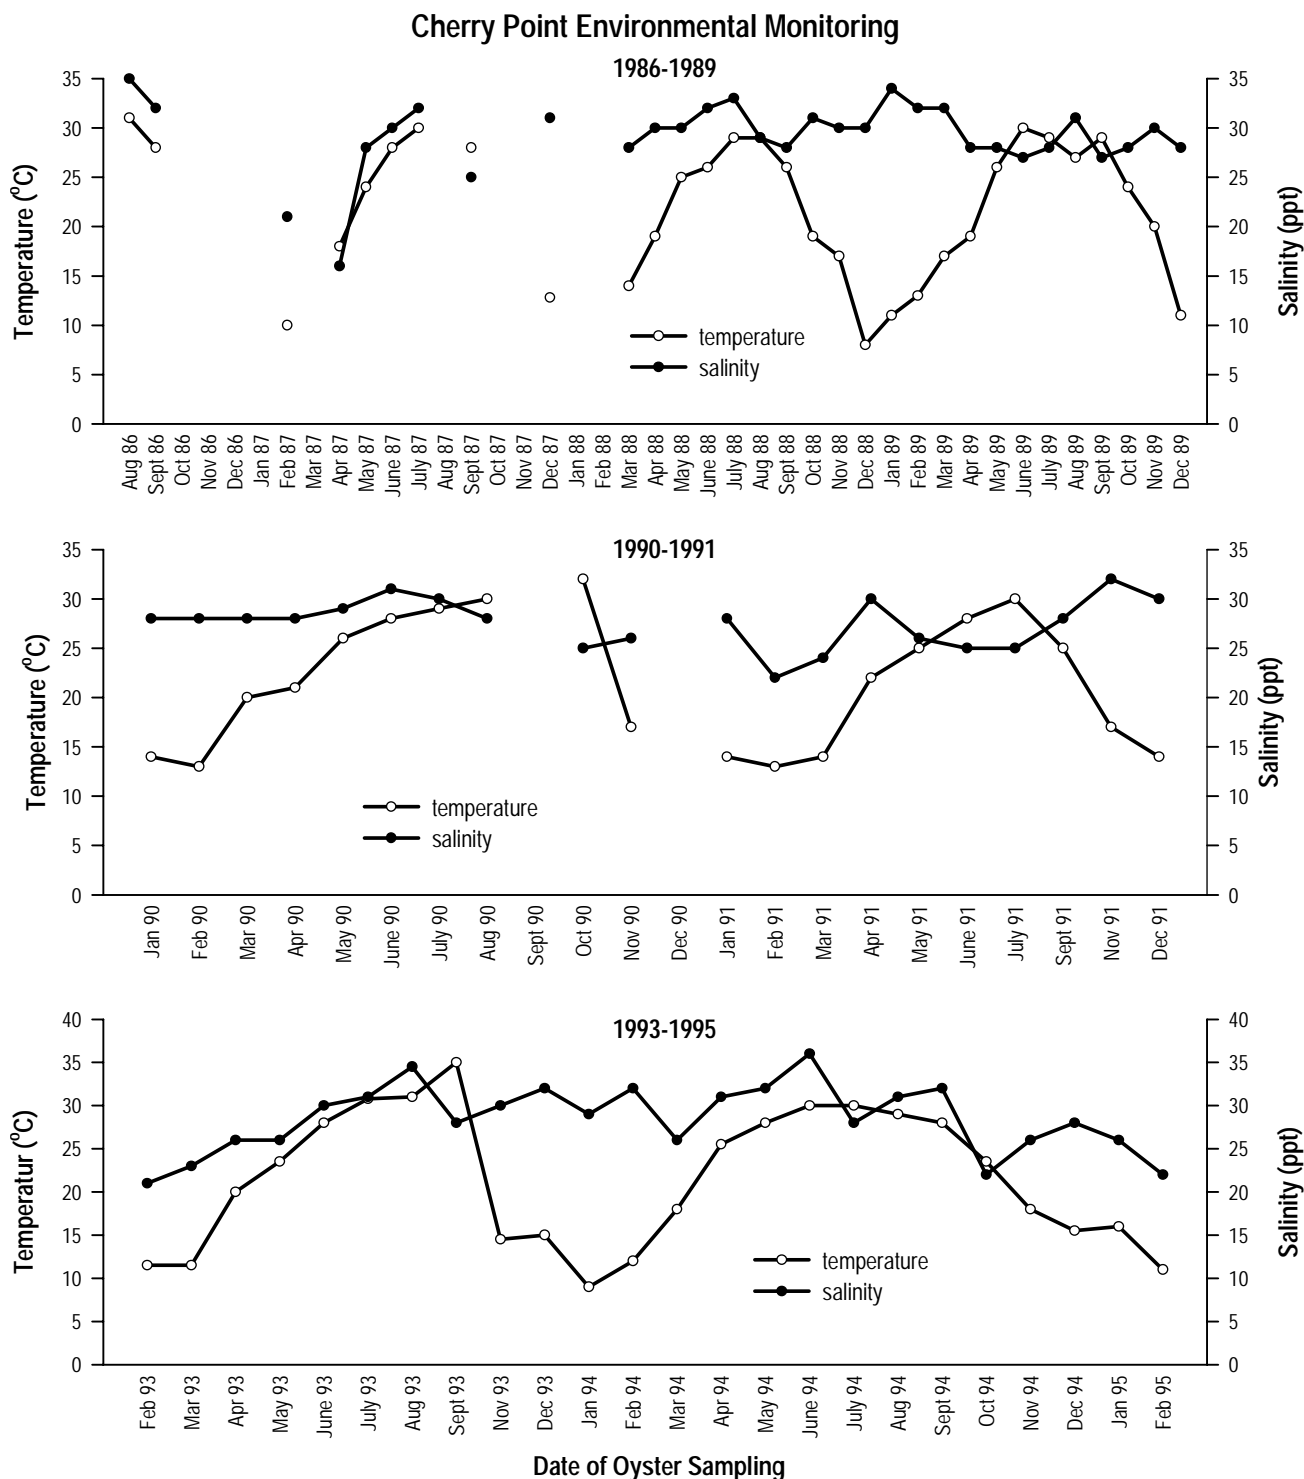 Cherry Point Environmental Monitoring
1986-1989
35
30
25
20
15
10
5
0
Temperature (°C)
35
30
25
20
15
10
5
0
Salinity (ppt)
temperature
salinity
Aug 86
Sept 86
Oct 86
Nov 86
Dec 86
Jan 87
Feb 87
Mar 87
Apr 87
May 87
June 87
July 87
Aug 87
Sept 87
Oct 87
Nov 87
Dec 87
Jan 88
Feb 88
Mar 88
Apr 88
May 88
June 88
July 88
Aug 88
Sept 88
Oct 88
Nov 88
Dec 88
Jan 89
Feb 89
Mar 89
Apr 89
May 89
June 89
July 89
Aug 89
Sept 89
Oct 89
Nov 89
Dec 89
1990-1991
35
30
25
20
15
10
5
0
Temperature (°C)
35
30
25
20
15
10
5
0
Salinity (ppt)
temperature
salinity
Jan 90
Feb 90
Mar 90
Apr 90
May 90
June 90
July 90
Aug 90
Sept 90
Oct 90
Nov 90
Dec 90
Jan 91
Feb 91
Mar 91
Apr 91
May 91
June 91
July 91
Sept 91
Nov 91
Dec 91
1993-1995
40
35
30
25
20
15
10
5
0
Temperatur (°C)
40
35
30
25
20
15
10
5
0
Salinity (ppt)
temperature
salinity
Feb 93
Mar 93
Apr 93
May 93
June 93
July 93
Aug 93
Sept 93
Nov 93
Dec 93
Jan 94
Feb 94
Mar 94
Apr 94
May 94
June 94
July 94
Aug 94
Sept 94
Oct 94
Nov 94
Dec 94
Jan 95
Feb 95
Date of Oyster Sampling